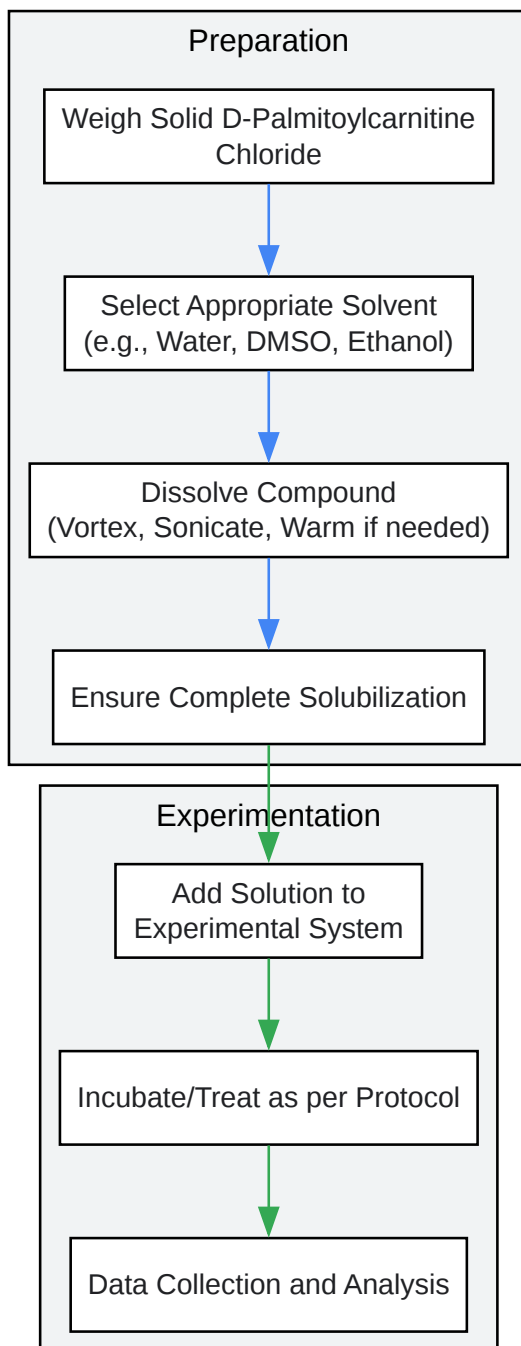 Preparation
Weigh Solid D-Palmitoylcarnitine
Chloride
Select Appropriate Solvent
(e.g., Water, DMSO, Ethanol)
Dissolve Compound
(Vortex, Sonicate, Warm if needed)
Ensure Complete Solubilization
Experimentation
Add Solution to
Experimental System
Incubate/Treat as per Protocol
Data Collection and Analysis